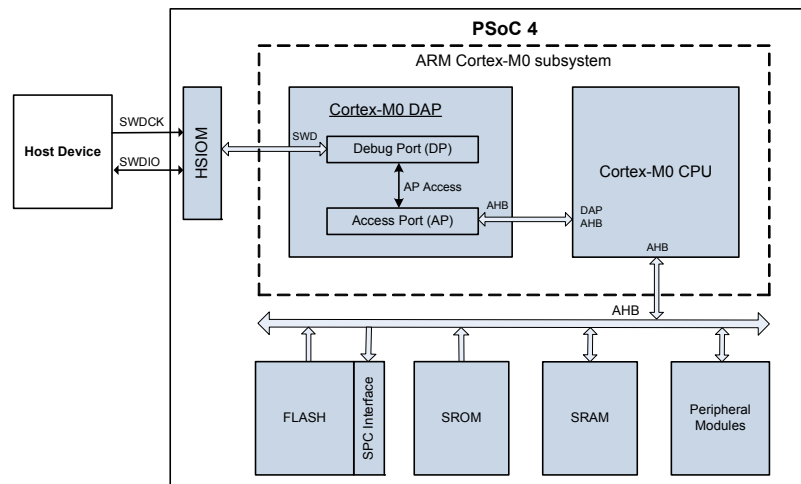 PSoC 4
ARM Cortex-M0 subsystem
Host Device
SWDCK
SWDIO
HSIOM
SWD
Cortex-M0 DAP
Debug Port (DP)
AP Access
Access Port (AP)
AHB
DAP
AHB
Cortex-M0 CPU
AHB
AHB
FLASH
SPC Interface
SROM
SRAM
Peripheral
Modules